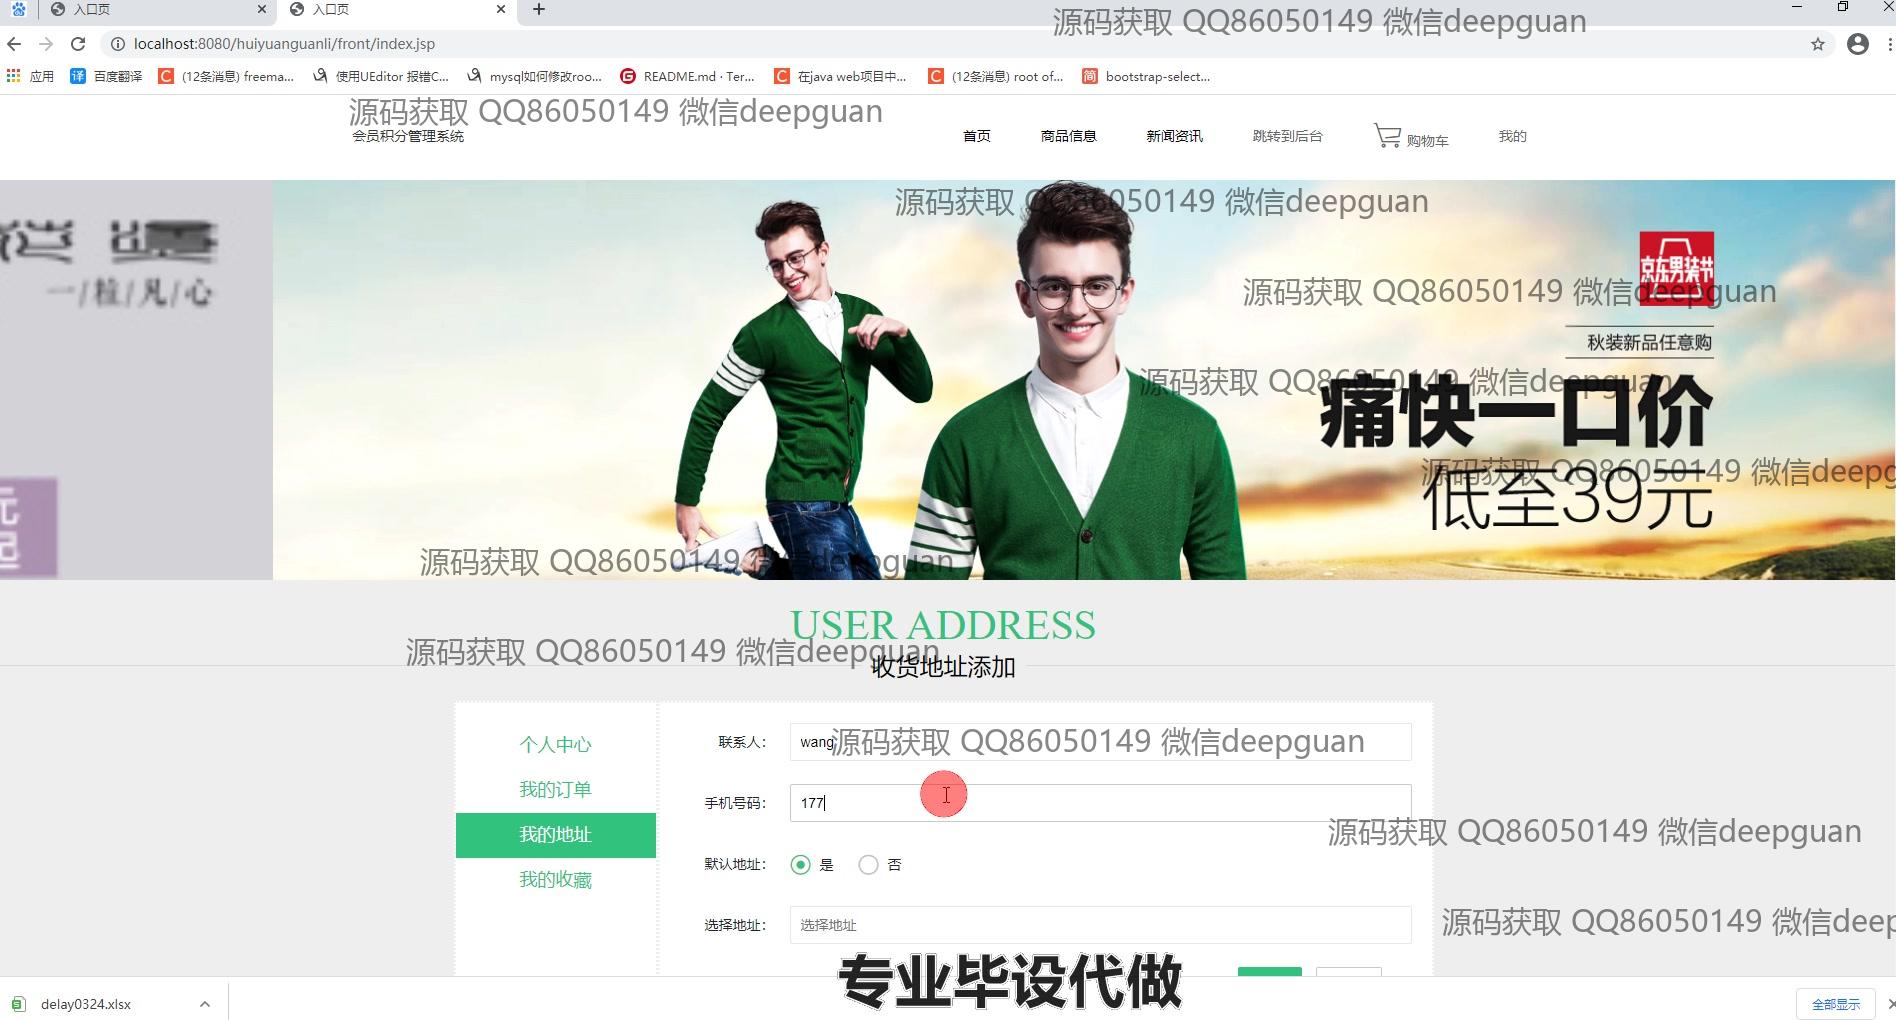 入口页
入口页
源码获取 QQ86050149 微信deepguan
localhost:8080/huiyuanguanli/front/index.jsp
应用
百度翻译
(12条消息) freema...
使用UEditor 报错C...
mysql如何修改roo...
README.md · Ter...
在java web项目中...
(12条消息) root of...
bootstrap-select...
源码获取 QQ86050149 微信deepguan
会员积分管理系统
首页
商品信息
新闻资讯
跳转到后台
购物车
我的
源码获取 QQ86050149 微信deepguan
一/粒/凡/心
京东男装节
源码获取 QQ86050149 微信deepguan
秋装新品任意购
源码获取 QQ86050149 微信deepguan
痛快一口价
源码获取 QQ86050149 微信deepg
低至39元
元
源码获取 QQ86050149 微信deepguan
USER ADDRESS
源码获取 QQ86050149 微信deepguan
收货地址添加
个人中心
我的订单
我的地址
我的收藏
联系人：
wang
源码获取 QQ86050149 微信deepguan
手机号码：
177
源码获取 QQ86050149 微信deepguan
默认地址：
是
否
源码获取 QQ86050149 微信deep
选择地址：
选择地址
专业毕设代做
delay0324.xlsx
全部显示